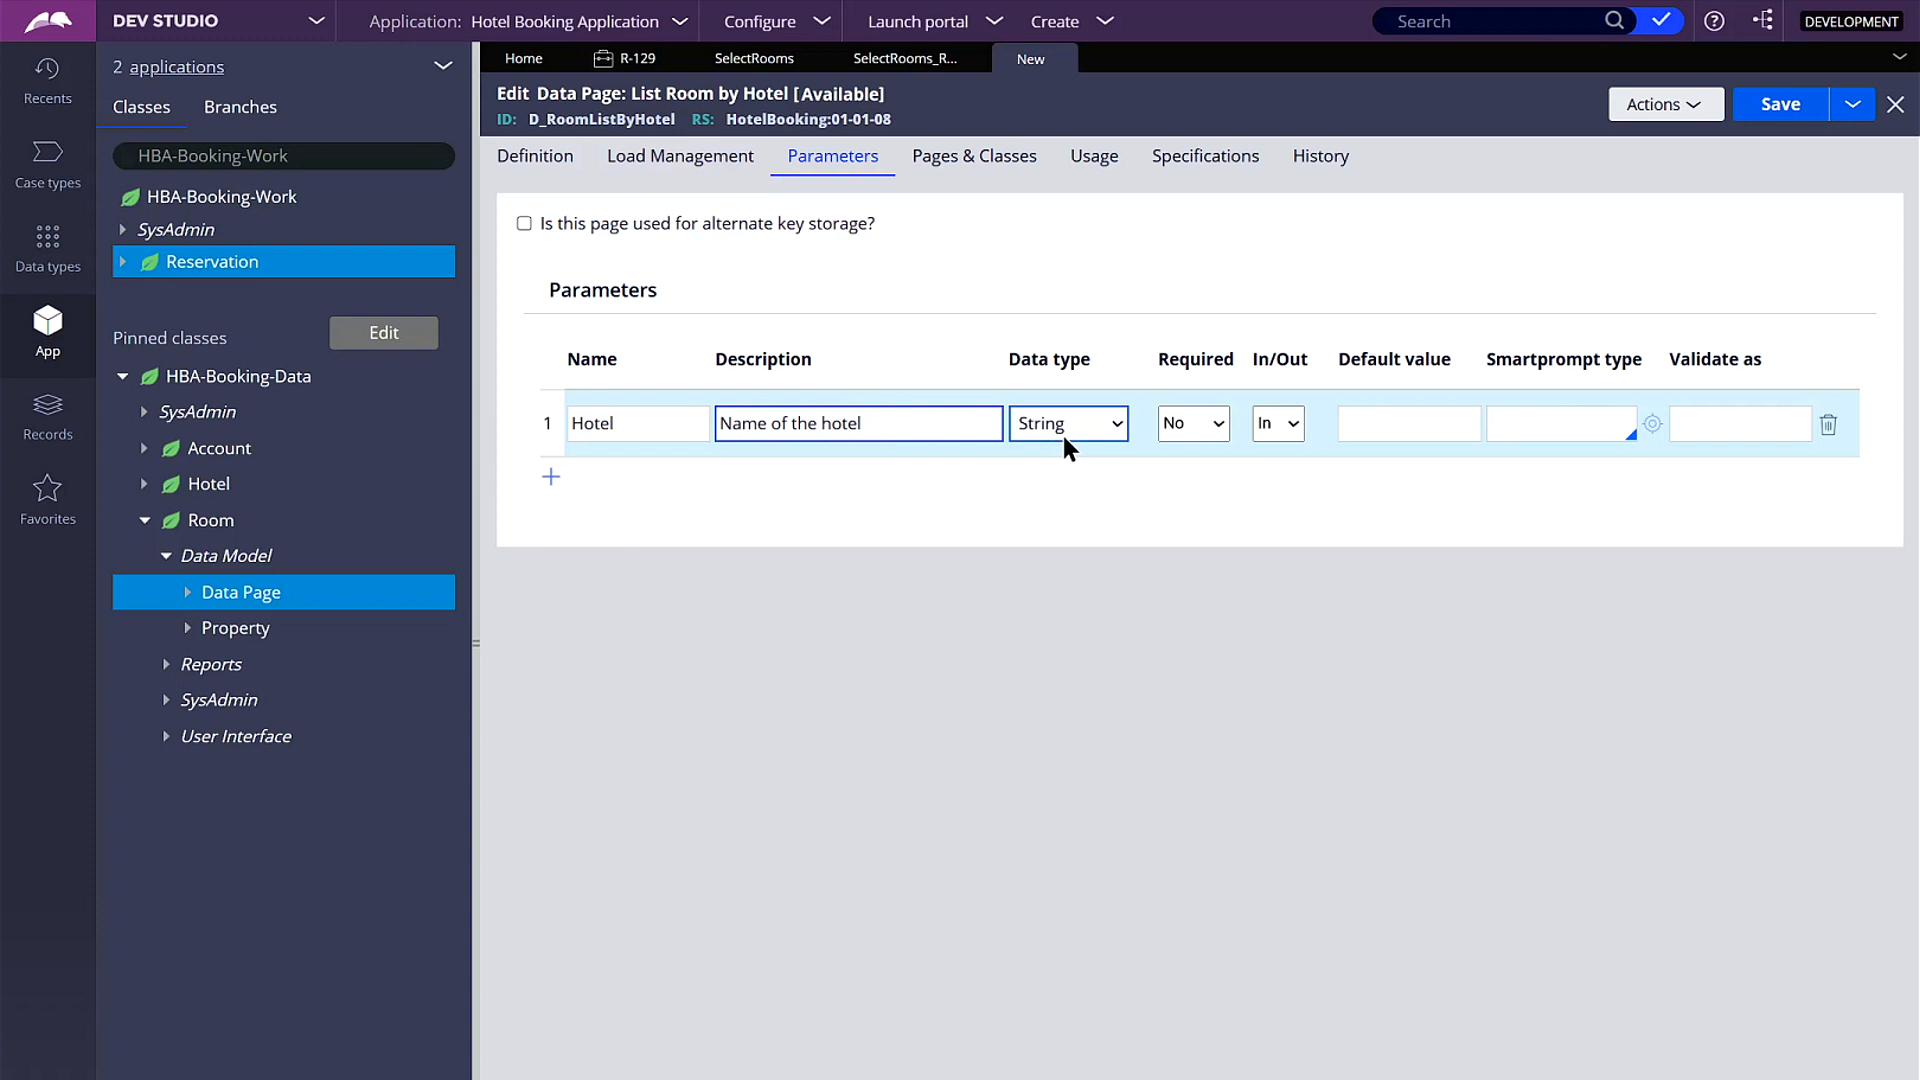 DEV STUDIO
Application: Hotel Booking Application
Configure
Launch portal
Create
Search
DEVELOPMENT
Recents
Case types
Data types
App
Records
Favorites
2 applications
Classes
Branches
HBA-Booking-Work
HBA-Booking-Work
SysAdmin
Reservation
Pinned classes
Edit
HBA-Booking-Data
SysAdmin
Account
Hotel
Room
Data Model
Data Page
Property
Reports
SysAdmin
User Interface
Home
R-129
SelectRooms
SelectRooms_R...
New
Edit Data Page: List Room by Hotel [Available]
ID: D_RoomListByHotel RS: HotelBooking:01-01-08
Actions
Save
Definition
Load Management
Parameters
Pages & Classes
Usage
Specifications
History
Is this page used for alternate key storage?
Parameters
Name Description Data type Required In/Out Default value Smartprompt type Validate as
1 Hotel Name of the hotel String No In